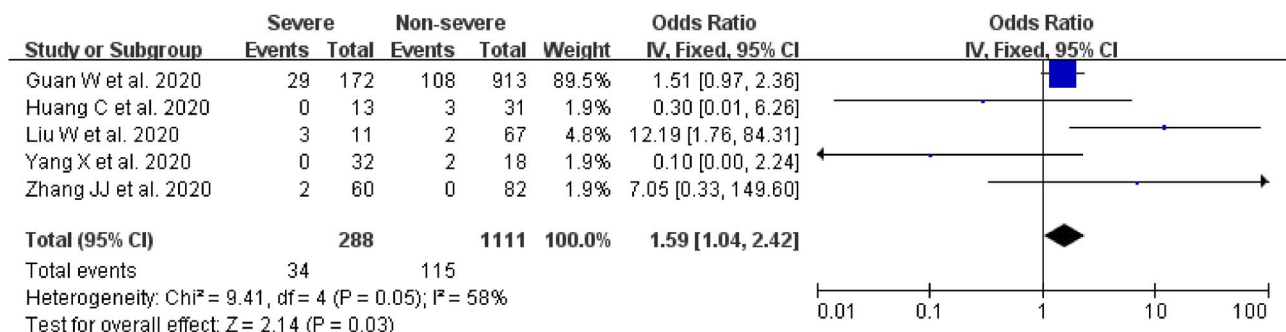 Severe Non-severe Odds Ratio Odds Ratio
Study or Subgroup Events Total Events Total Weight IV, Fixed, 95% CI IV, Fixed, 95% CI
Guan W et al. 2020 29 172 108 913 89.5% 1.51 [0.97, 2.36]
Huang C et al. 2020 0 13 3 31 1.9% 0.30 [0.01, 6.26]
Liu W et al. 2020 3 11 2 67 4.8% 12.19 [1.76, 84.31]
Yang X et al. 2020 0 32 2 18 1.9% 0.10 [0.00, 2.24]
Zhang JJ et al. 2020 2 60 0 82 1.9% 7.05 [0.33, 149.60]
Total (95% CI) 288 1111 100.0% 1.59 [1.04, 2.42]
Total events 34 115
Heterogeneity: Chi² = 9.41, df = 4 (P = 0.05); I² = 58%
Test for overall effect: Z = 2.14 (P = 0.03)
0.01 0.1 1 10 100